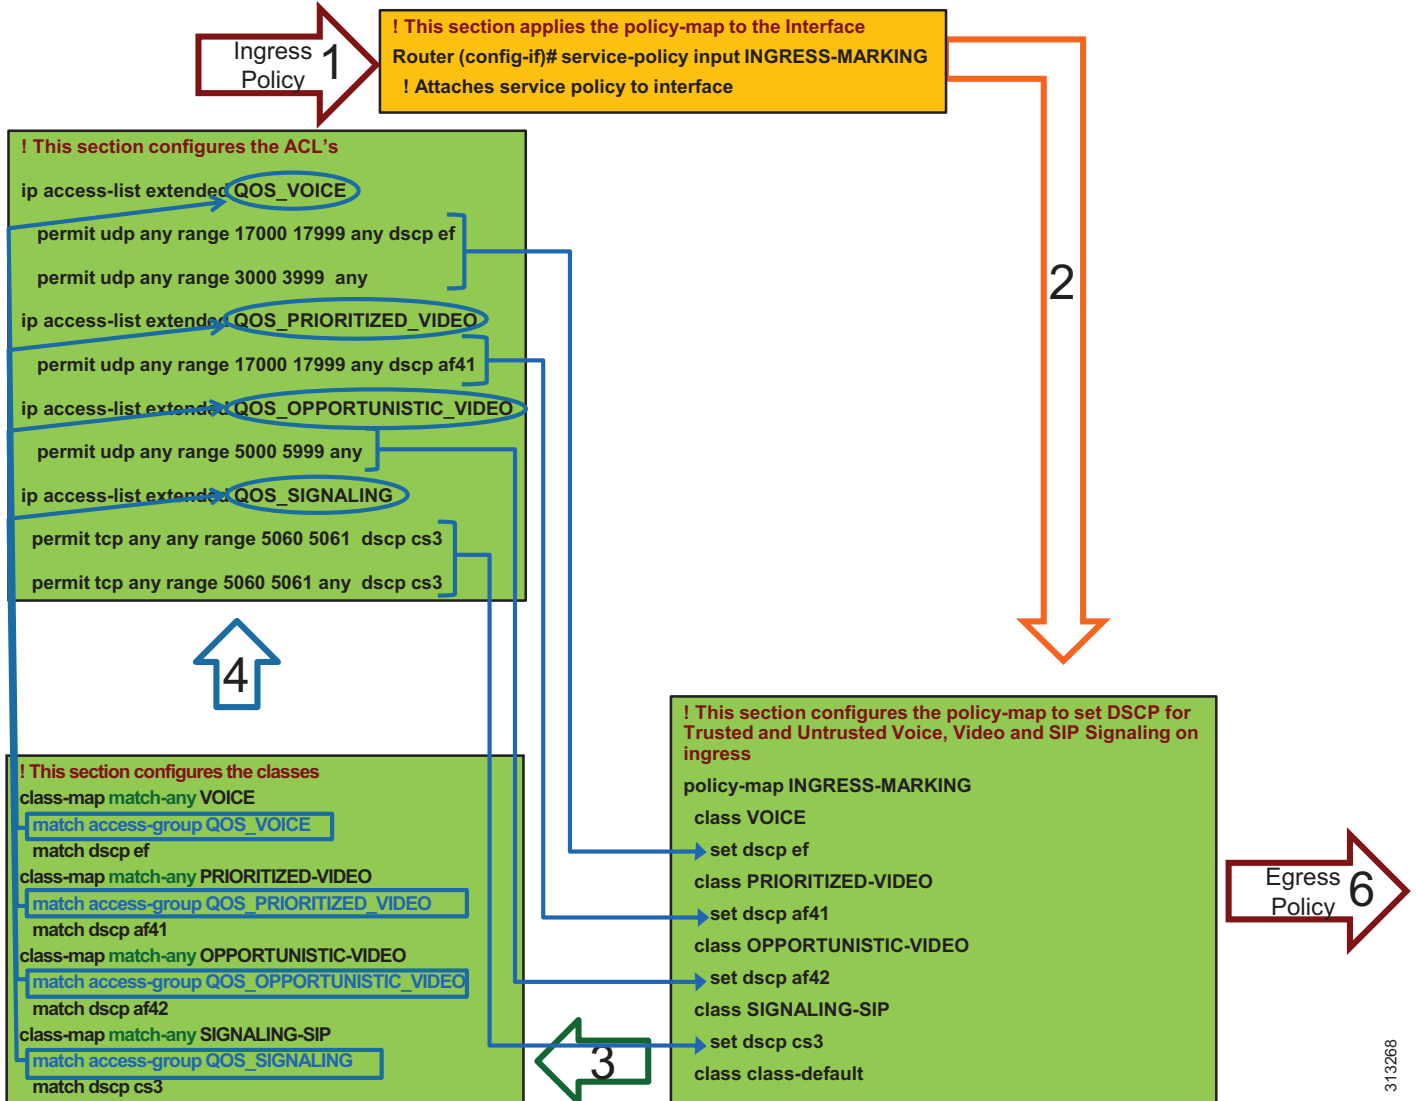 Ingress
Policy
1
! This section applies the policy-map to the Interface
Router (config-if)# service-policy input INGRESS-MARKING
! Attaches service policy to interface
2
! This section configures the ACL's
ip access-list extended QOS_VOICE
permit udp any range 17000 17999 any dscp ef
permit udp any range 3000 3999 any
ip access-list extended QOS_PRIORITIZED_VIDEO
permit udp any range 17000 17999 any dscp af41
ip access-list extended QOS_OPPORTUNISTIC_VIDEO
permit udp any range 5000 5999 any
ip access-list extended QOS_SIGNALING
permit tcp any any range 5060 5061 dscp cs3
permit tcp any range 5060 5061 any dscp cs3
4
! This section configures the classes
class-map match-any VOICE
match access-group QOS_VOICE
match dscp ef
class-map match-any PRIORITIZED-VIDEO
match access-group QOS_PRIORITIZED_VIDEO
match dscp af41
class-map match-any OPPORTUNISTIC-VIDEO
match access-group QOS_OPPORTUNISTIC_VIDEO
match dscp af42
class-map match-any SIGNALING-SIP
match access-group QOS_SIGNALING
match dscp cs3
3
! This section configures the policy-map to set DSCP for
Trusted and Untrusted Voice, Video and SIP Signaling on
ingress
policy-map INGRESS-MARKING
class VOICE
set dscp ef
class PRIORITIZED-VIDEO
set dscp af41
class OPPORTUNISTIC-VIDEO
set dscp af42
class SIGNALING-SIP
set dscp cs3
class class-default
Egress
Policy
6
313268